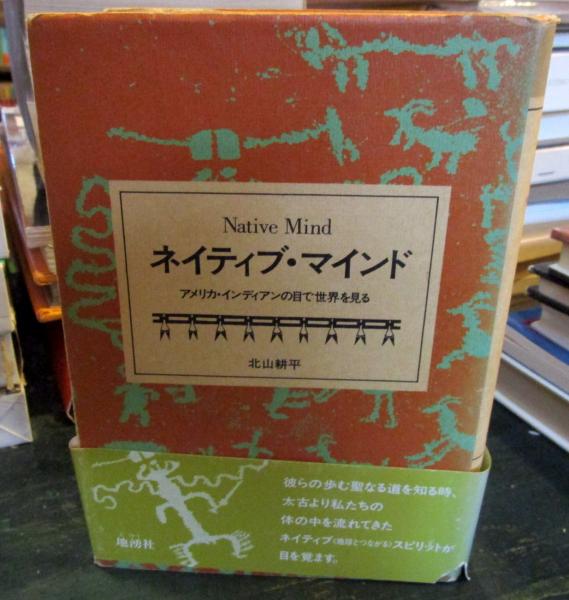 Native Mind
ネイティブ・マインド
アメリカ・インディアンの目で世界を見る
北山耕平
彼らの歩む聖なる道を知る時、
太古より私たちの
体の中を流れてきた
ネイティブ〈地球とつながる〉スピリットが
目を覚ます。
地湧社